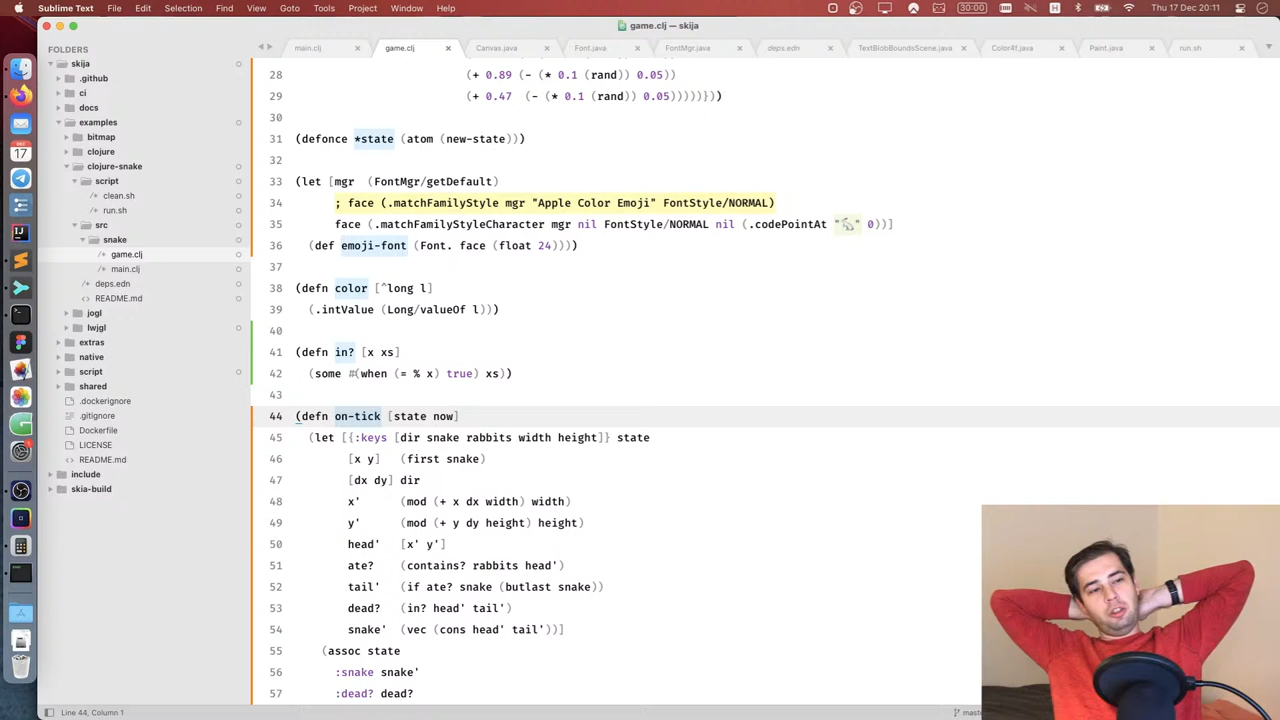 Sublime Text File Edit Selection Find View Goto Tools Project Window Help
30:00
Thu 17 Dec 20:11
game.clj — skija
FOLDERS
main.clj
game.clj
Canvas.java
Font.java
FontMgr.java
deps.edn
TextBlobBoundsScene.java
Color4f.java
Paint.java
run.sh
skija
.github
ci
docs
examples
bitmap
clojure
clojure-snake
script
clean.sh
run.sh
src
snake
game.clj
main.clj
deps.edn
README.md
jogl
lwjgl
extras
native
script
shared
.dockerignore
.gitignore
Dockerfile
LICENSE
README.md
include
skia-build
28 (+ 0.89 (- (* 0.1 (rand)) 0.05))
29 (+ 0.47 (- (* 0.1 (rand)) 0.05)))))}))
30
31 (defonce *state (atom (new-state)))
32
33 (let [mgr (FontMgr/getDefault)
34 ; face (.matchFamilyStyle mgr "Apple Color Emoji" FontStyle/NORMAL)
35 face (.matchFamilyStyleCharacter mgr nil FontStyle/NORMAL nil (.codePointAt "🐇" 0))]
36 (def emoji-font (Font. face (float 24))))
37
38 (defn color [^long l]
39 (.intValue (Long/valueOf l)))
40
41 (defn in? [x xs]
42 (some #(when (= % x) true) xs))
43
44 (defn on-tick [state now]
45 (let [{:keys [dir snake rabbits width height]} state
46 [x y] (first snake)
47 [dx dy] dir
48 x' (mod (+ x dx width) width)
49 y' (mod (+ y dy height) height)
50 head' [x' y']
51 ate? (contains? rabbits head')
52 tail' (if ate? snake (butlast snake))
53 dead? (in? head' tail')
54 snake' (vec (cons head' tail'))]
55 (assoc state
56 :snake snake'
57 :dead? dead?
Line 44, Column 1